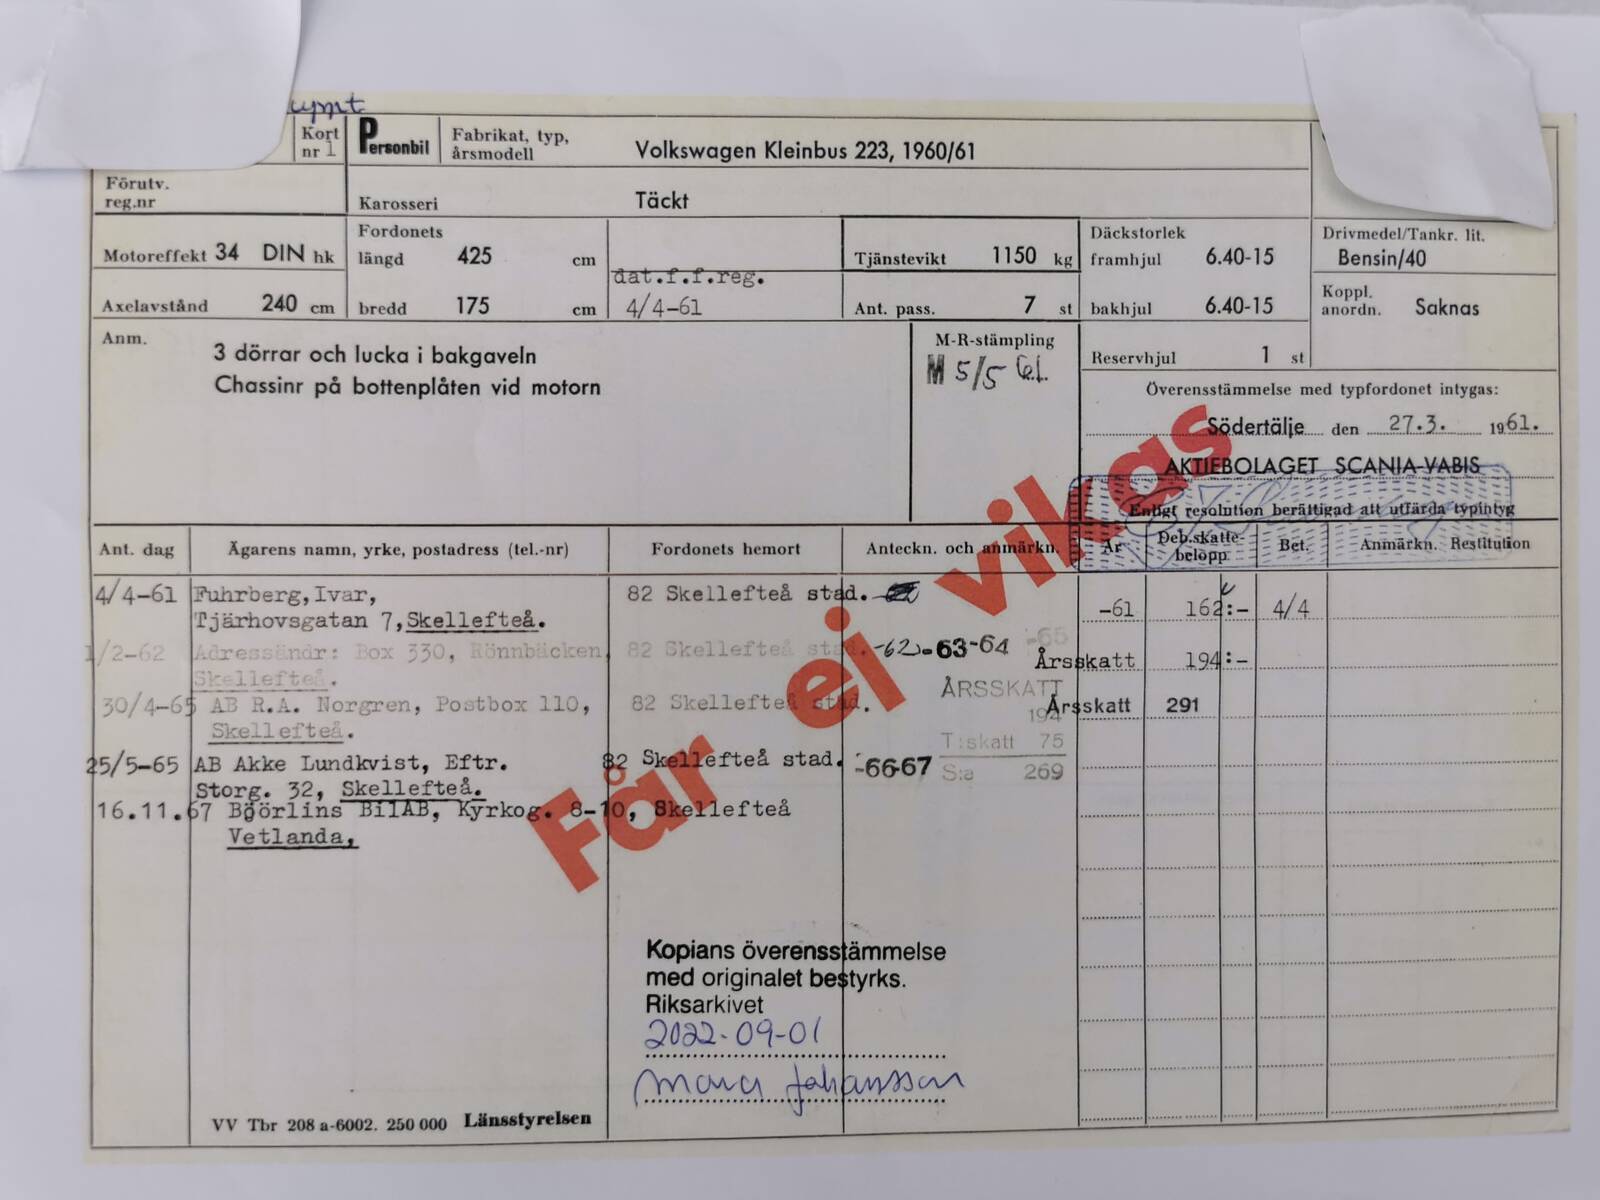 Kort
nr 1
Personbil
Fabrikat, typ,
årsmodell
Volkswagen Kleinbus 223, 1960/61
Förutv.
reg.nr
Karosseri
Täckt
Motoreffekt 34 DIN hk
Fordonets
längd 425 cm
Tjänstevikt 1150 kg
Däckstorlek
framhjul 6.40-15
Drivmedel/Tankr. lit.
Bensin/40
Axelavstånd 240 cm
bredd 175 cm
dat.f.f.reg.
4/4-61
Ant. pass. 7 st
bakhjul 6.40-15
Koppl.
anordn. Saknas
Anm.
3 dörrar och lucka i bakgaveln
Chassinr på bottenplåten vid motorn
M-R-stämpling
M 5/5 61.
Reservhjul 1 st
Överensstämmelse med typfordonet intygas:
Södertälje den 27.3. 1961.
AKTIEBOLAGET SCANIA-VABIS
Enligt resolution berättigad att utfärda typintyg
Får ej vikas
Ant. dag
Ägarens namn, yrke, postadress (tel.-nr)
Fordonets hemort
Anteckn. och anmärkn.
År
Deb.skatte-
belopp
Bet.
Anmärkn. Restitution
4/4-61 Fuhrberg,Ivar, 82 Skellefteå stad.
Tjärhovsgatan 7,Skellefteå.
-61 162:- 4/4
1/2-62 Adressändr: Box 330, Rönnbäcken, 82 Skellefteå stad. -62-63-64 -65
Skellefteå.
Årsskatt 194:-
30/4-65 AB R.A. Norgren, Postbox 110, 82 Skellefteå stad.
Skellefteå.
ÅRSSKATT
194
Årsskatt 291
T:skatt 75
S:a 269
25/5-65 AB Akke Lundkvist, Eftr. 82 Skellefteå stad. -66-67
Storg. 32, Skellefteå.
16.11.67 Björlins BilAB, Kyrkog. 8-10, Skellefteå
Vetlanda,
Kopians överensstämmelse
med originalet bestyrks.
Riksarkivet
2022-09-01
Mona Johansson
VV Tbr 208 a-6002. 250 000 Länsstyrelsen